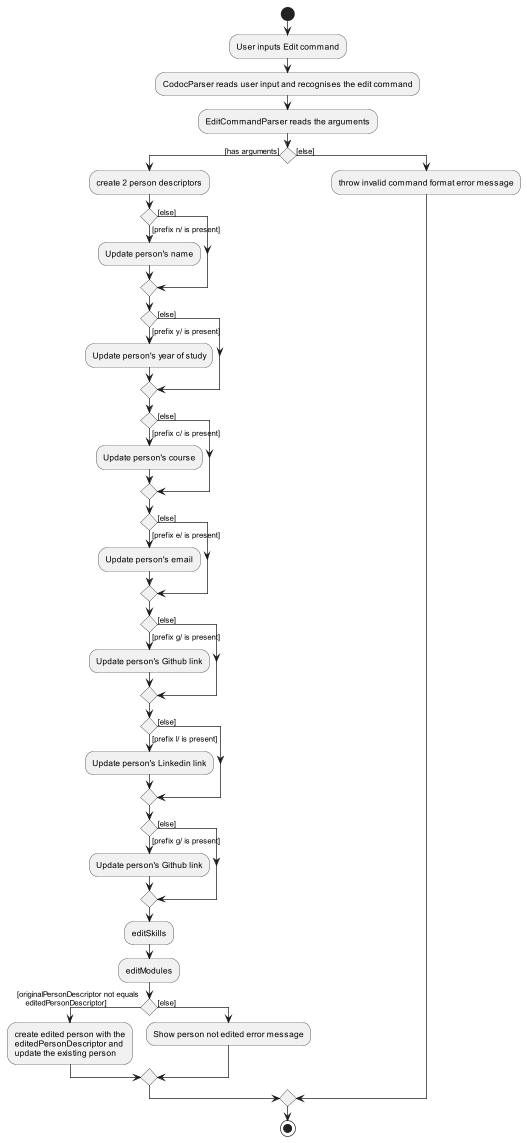 User inputs Edit command
CodocParser reads user input and recognises the edit command
EditCommandParser reads the arguments
[has arguments]
[else]
create 2 person descriptors
throw invalid command format error message
[else]
[prefix n/ is present]
Update person's name
[else]
[prefix y/ is present]
Update person's year of study
[else]
[prefix c/ is present]
Update person's course
[else]
[prefix e/ is present]
Update person's email
[else]
[prefix g/ is present]
Update person's Github link
[else]
[prefix l/ is present]
Update person's Linkedin link
[else]
[prefix g/ is present]
Update person's Github link
editSkills
editModules
[originalPersonDescriptor not equals
editedPersonDescriptor]
[else]
create edited person with the
editedPersonDescriptor and
update the existing person
Show person not edited error message